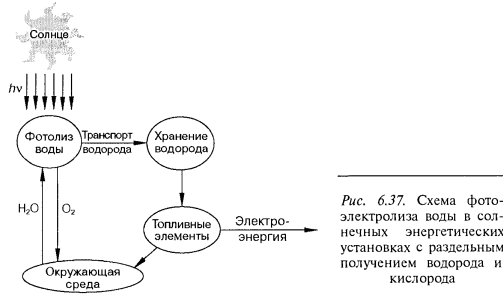 Солнце
hν
Фотолиз
воды
Транспорт
водорода
Хранение
водорода
H₂O
O₂
Топливные
элементы
Электро-
энергия
Окружающая
среда
Рис. 6.37. Схема фото-
электролиза воды в сол-
нечных энергетических
установках с раздельным
получением водорода и
кислорода